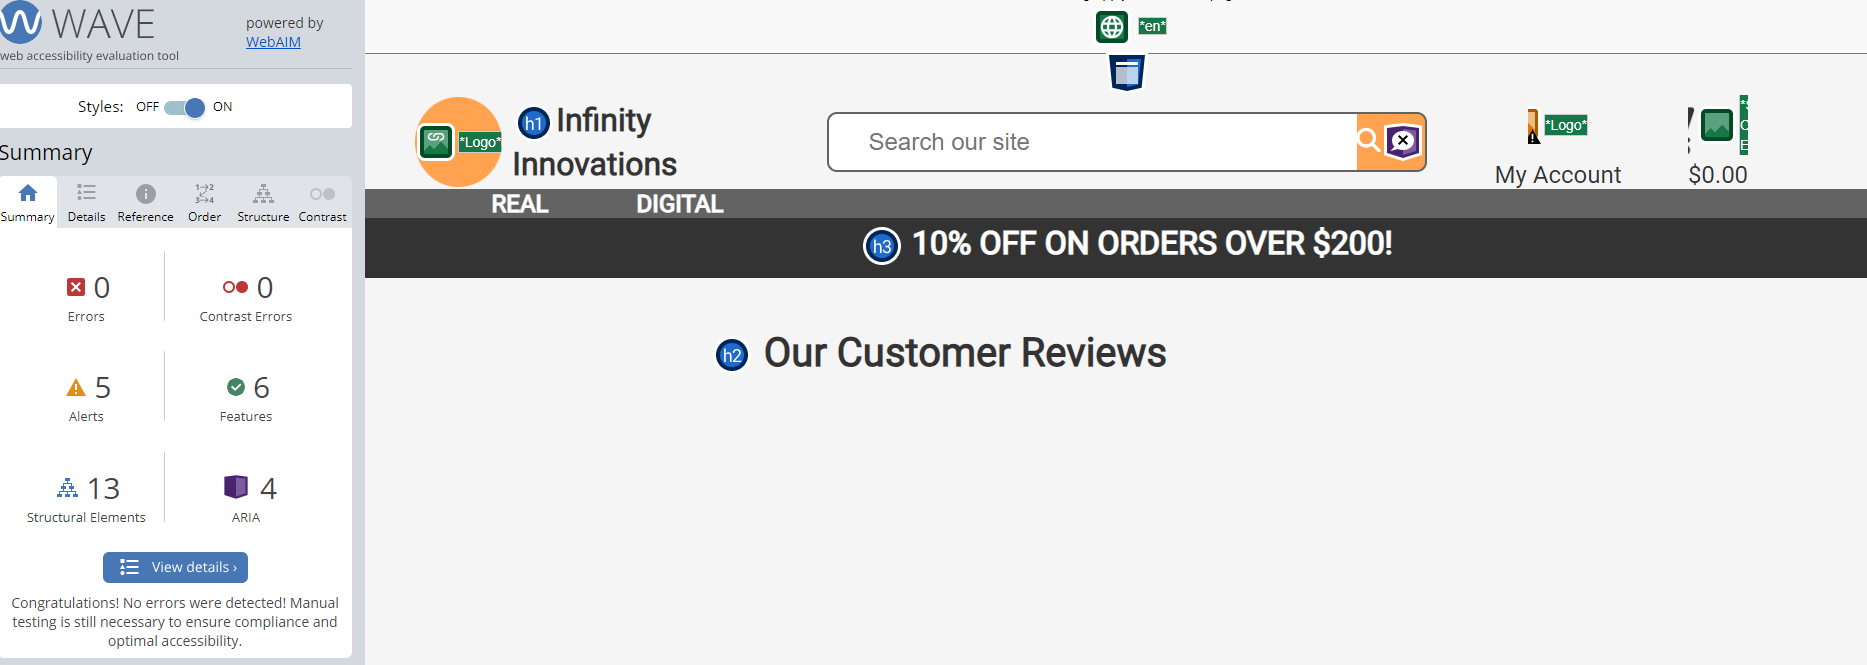 WAVE
powered by
WebAIM
web accessibility evaluation tool
Styles: OFF ON
Summary
Summary Details Reference Order Structure Contrast
0 Errors
0 Contrast Errors
5 Alerts
6 Features
13 Structural Elements
4 ARIA
View details ›
Congratulations! No errors were detected! Manual
testing is still necessary to ensure compliance and
optimal accessibility.
*en*
*Logo*
h1 Infinity
Innovations
Search our site
*Logo*
My Account
$0.00
REAL DIGITAL
h3 10% OFF ON ORDERS OVER $200!
h2 Our Customer Reviews